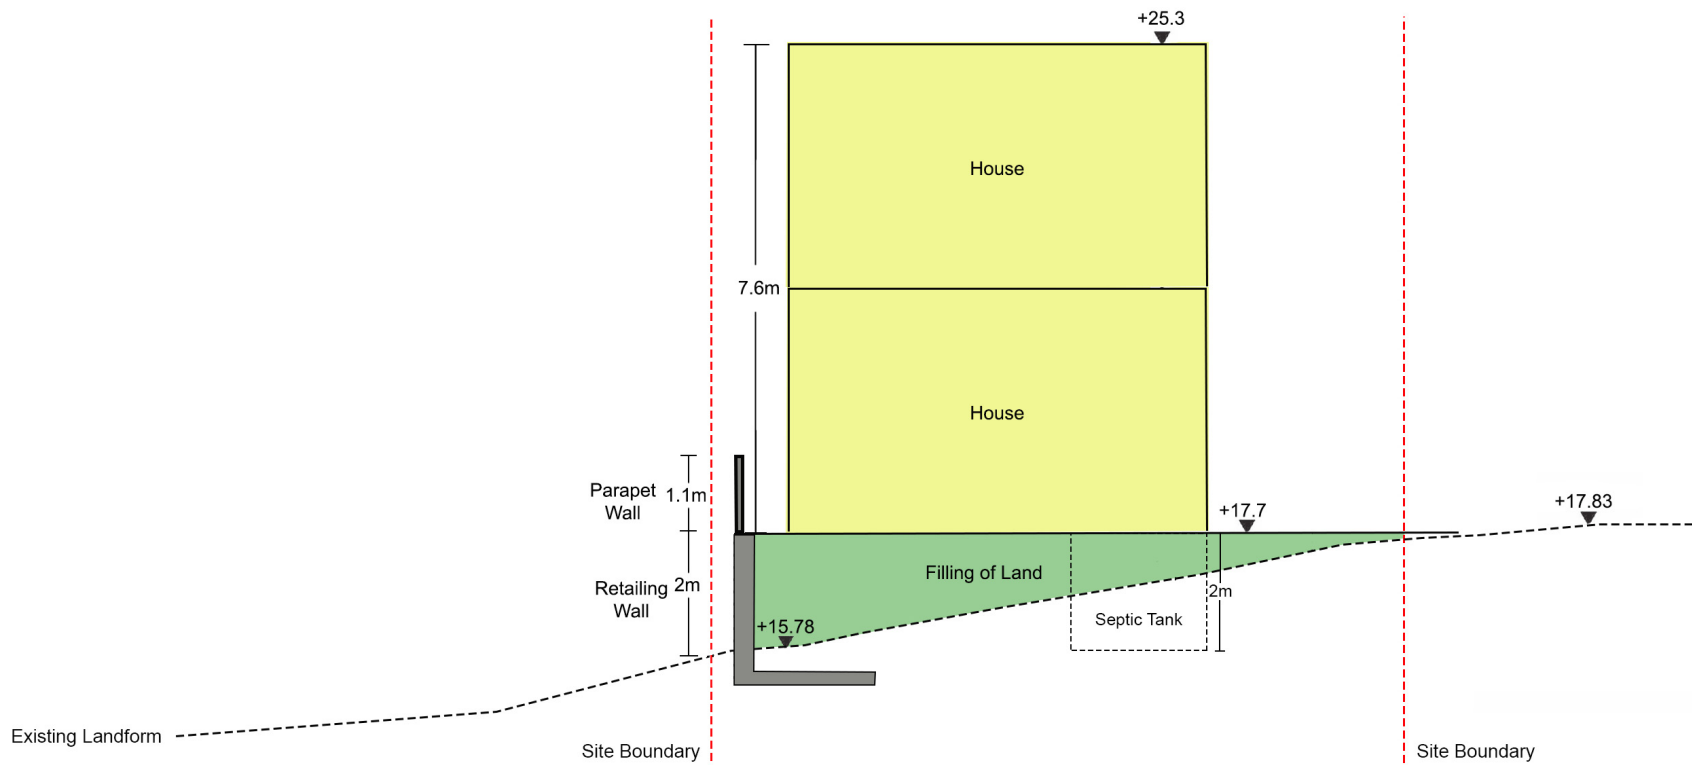 +25.3
House
7.6m
House
Parapet
Wall
1.1m
+17.7
+17.83
Filling of Land
Retailing
Wall
2m
2m
+15.78
Septic Tank
Existing Landform
Site Boundary
Site Boundary